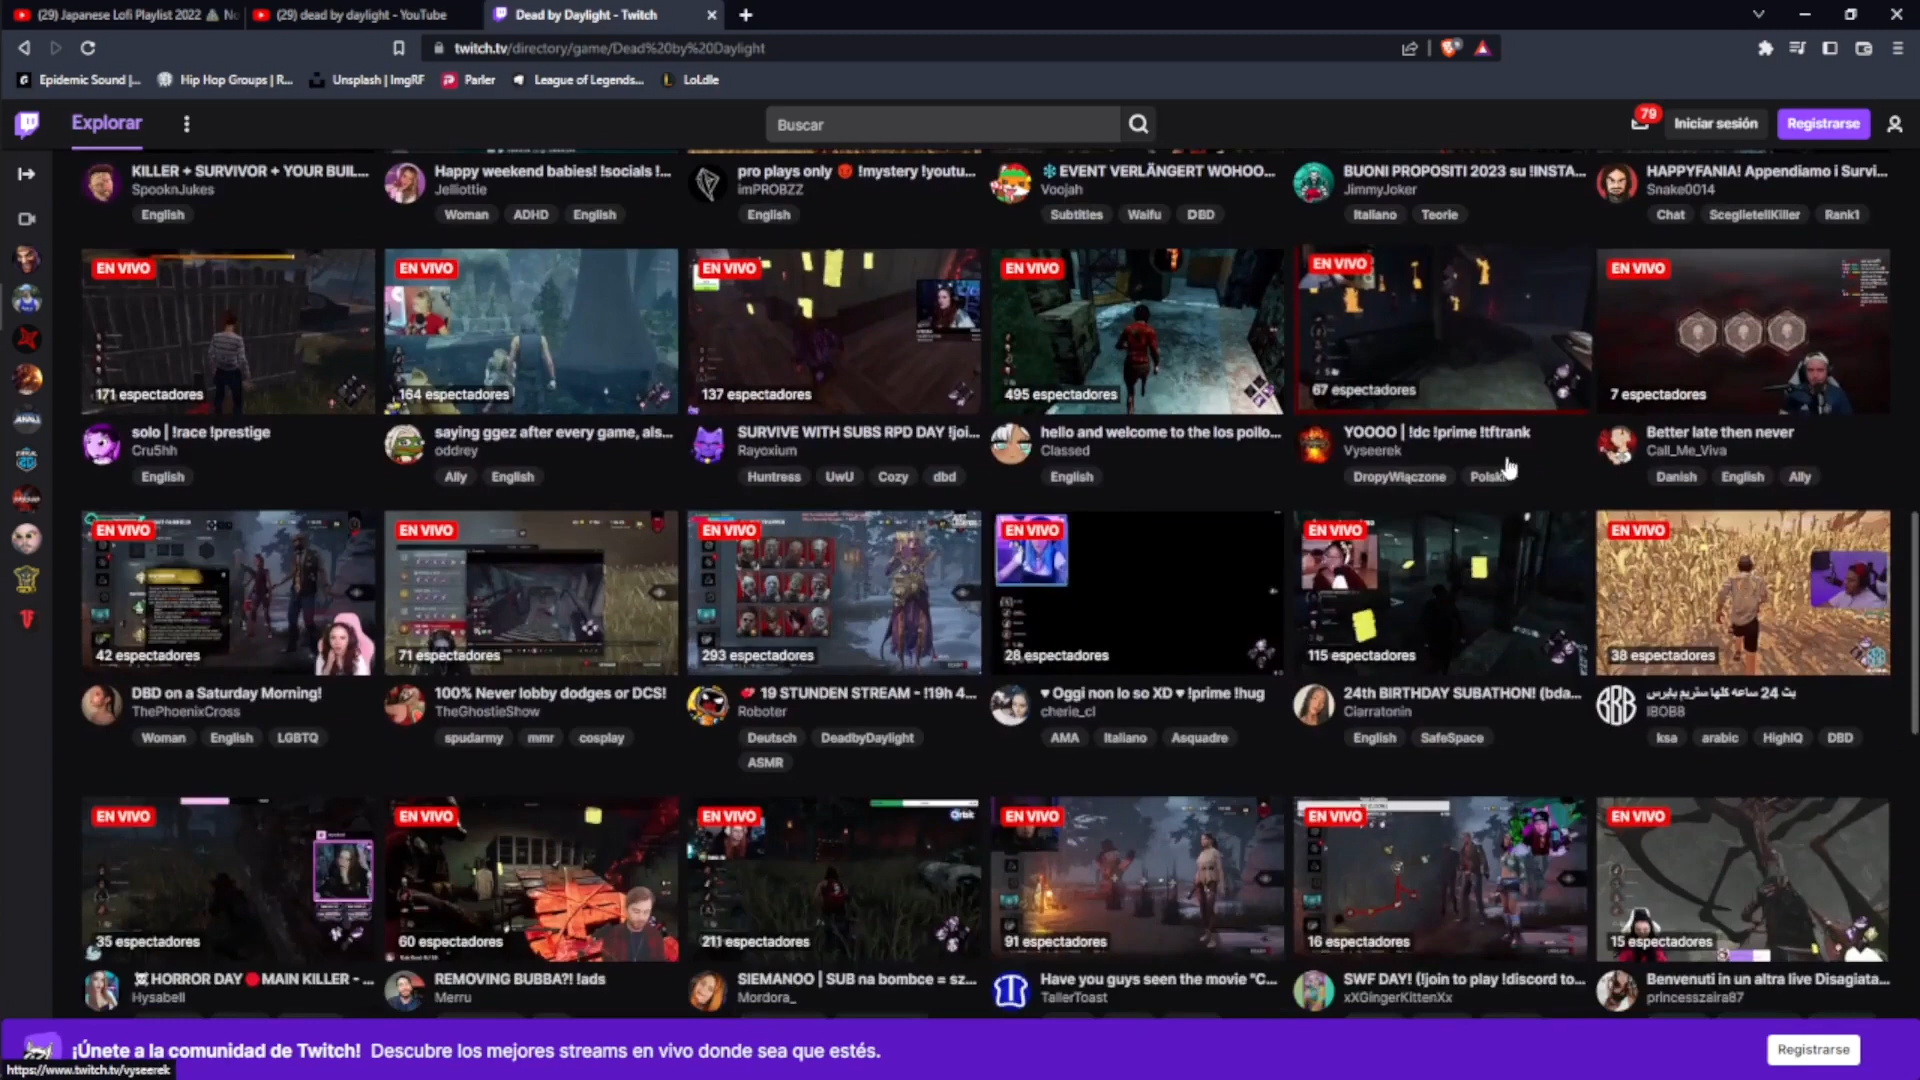 (29) Japanese Lofi Playlist 2022
(29) dead by daylight - YouTube
Dead by Daylight - Twitch
twitch.tv/directory/game/Dead%20by%20Daylight
Epidemic Sound |...
Hip Hop Groups | R...
Unsplash | ImgRF
Parler
League of Legends...
LoLdle
Explorar
Buscar
79
Iniciar sesión
Registrarse
KILLER + SURVIVOR + YOUR BUIL...
SpooknJukes
English
Happy weekend babies! !socials !...
Jelliottie
Woman ADHD English
pro plays only !mystery !youtu...
imPROBZZ
English
EVENT VERLÄNGERT WOHOO...
Voojah
Subtitles Waifu DBD
BUONI PROPOSITI 2023 su !INSTA...
JimmyJoker
Italiano Teorie
HAPPYFANIA! Appendiamo i Survi...
Snake0014
Chat SceglieteIlKiller Rank1
EN VIVO
171 espectadores
solo | !race !prestige
Cru5hh
English
EN VIVO
164 espectadores
saying ggez after every game, als...
oddrey
Ally English
EN VIVO
137 espectadores
SURVIVE WITH SUBS RPD DAY !joi...
Rayoxium
Huntress UwU Cozy dbd
EN VIVO
495 espectadores
hello and welcome to the los pollo...
Classed
English
EN VIVO
67 espectadores
YOOOO | !dc !prime !tftrank
Vyseerek
DropyWłączone Polski
EN VIVO
7 espectadores
Better late then never
Call_Me_Viva
Danish English Ally
EN VIVO
42 espectadores
DBD on a Saturday Morning!
ThePhoenixCross
Woman English LGBTQ
EN VIVO
71 espectadores
100% Never lobby dodges or DCS!
TheGhostieShow
spudarmy mmr cosplay
EN VIVO
293 espectadores
19 STUNDEN STREAM - !19h 4...
Roboter
Deutsch DeadbyDaylight
ASMR
EN VIVO
28 espectadores
♥ Oggi non lo so XD ♥ !prime !hug
cherie_cl
AMA Italiano Asquadre
EN VIVO
115 espectadores
24th BIRTHDAY SUBATHON! (bda...
Ciarratonin
English SafeSpace
EN VIVO
38 espectadores
بث 24 ساعه كلها ستريم بايرس
IBOB8
ksa arabic HighIQ DBD
EN VIVO
35 espectadores
HORROR DAY MAIN KILLER - ...
Hysabell
EN VIVO
60 espectadores
REMOVING BUBBA?! !ads
Merru
EN VIVO
Orbit
211 espectadores
SIEMANOO | SUB na bombce = sz...
Mordora_
EN VIVO
91 espectadores
Have you guys seen the movie "C...
TallerToast
EN VIVO
16 espectadores
SWF DAY! (!join to play !discord to...
xXGingerKittenXx
EN VIVO
15 espectadores
Benvenuti in un altra live Disagiata...
princesszaira87
¡Únete a la comunidad de Twitch! Descubre los mejores streams en vivo donde sea que estés.
Registrarse
https://www.twitch.tv/vyseerek